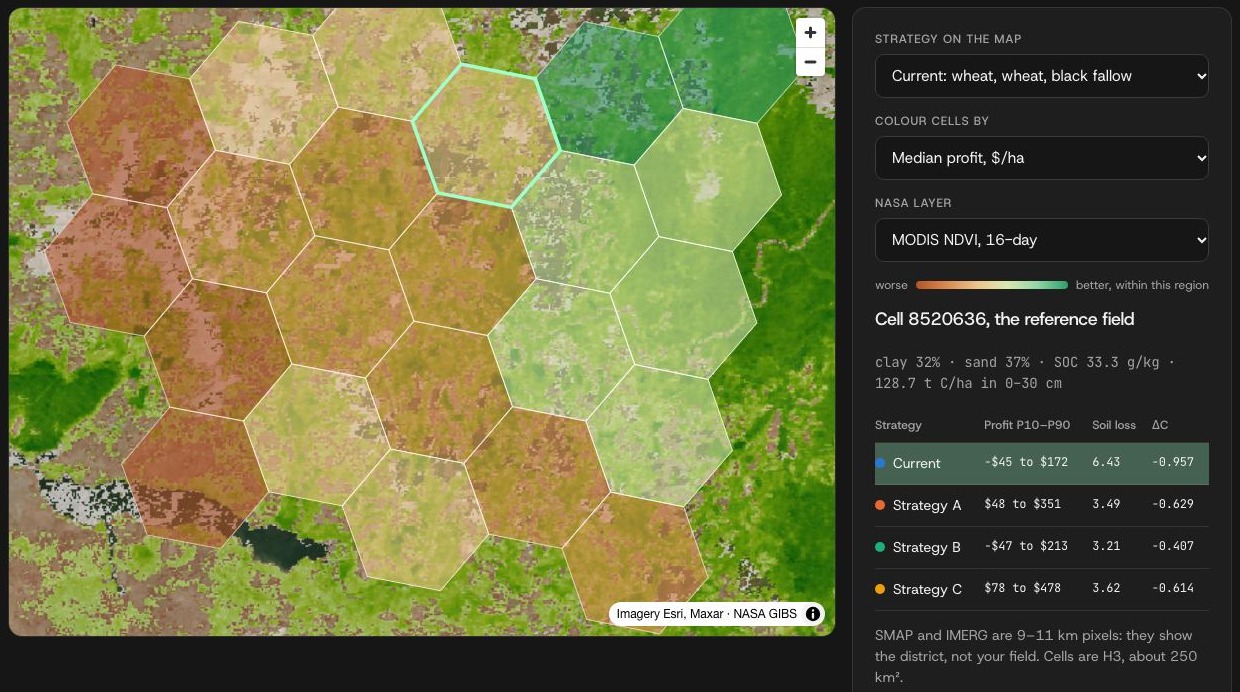 +
−
Imagery Esri, Maxar · NASA GIBS
STRATEGY ON THE MAP
Current: wheat, wheat, black fallow
COLOUR CELLS BY
Median profit, $/ha
NASA LAYER
MODIS NDVI, 16-day
worse better, within this region
Cell 8520636, the reference field
clay 32% · sand 37% · SOC 33.3 g/kg ·
128.7 t C/ha in 0–30 cm
Strategy Profit P10–P90 Soil loss ΔC
Current -$45 to $172 6.43 -0.957
Strategy A $48 to $351 3.49 -0.629
Strategy B -$47 to $213 3.21 -0.407
Strategy C $78 to $478 3.62 -0.614
SMAP and IMERG are 9–11 km pixels: they show
the district, not your field. Cells are H3, about 250
km².